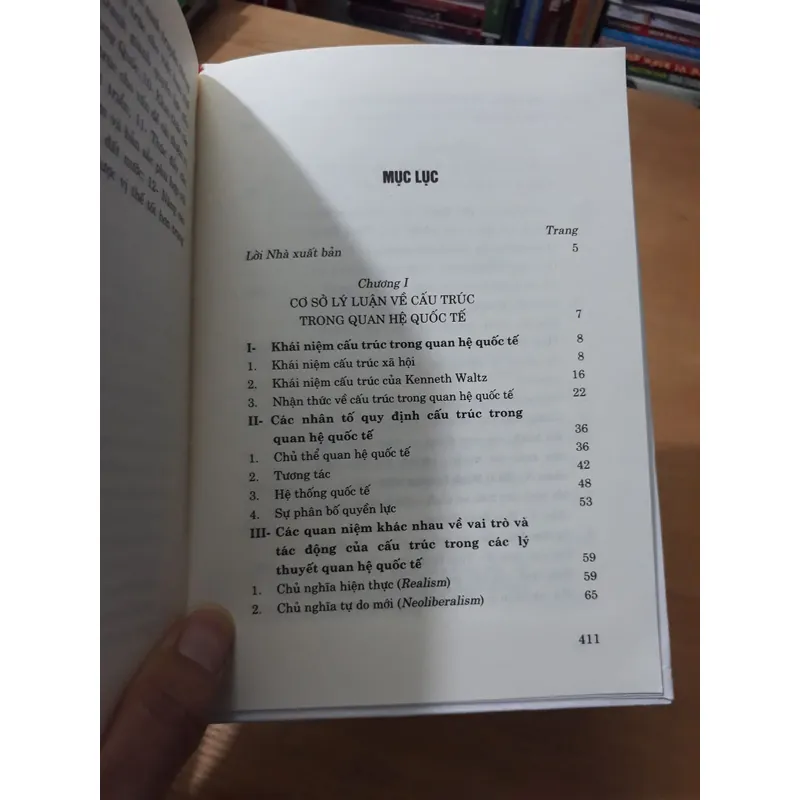 MỤC LỤC
Trang
Lời Nhà xuất bản 5
Chương I
CƠ SỞ LÝ LUẬN VỀ CẤU TRÚC
TRONG QUAN HỆ QUỐC TẾ 7
I- Khái niệm cấu trúc trong quan hệ quốc tế 8
1. Khái niệm cấu trúc xã hội 8
2. Khái niệm cấu trúc của Kenneth Waltz 16
3. Nhận thức về cấu trúc trong quan hệ quốc tế 22
II- Các nhân tố quy định cấu trúc trong
quan hệ quốc tế 36
1. Chủ thể quan hệ quốc tế 36
2. Tương tác 42
3. Hệ thống quốc tế 48
4. Sự phân bố quyền lực 53
III- Các quan niệm khác nhau về vai trò và
tác động của cấu trúc trong các lý
thuyết quan hệ quốc tế 59
1. Chủ nghĩa hiện thực (Realism) 59
2. Chủ nghĩa tự do mới (Neoliberalism) 65
411